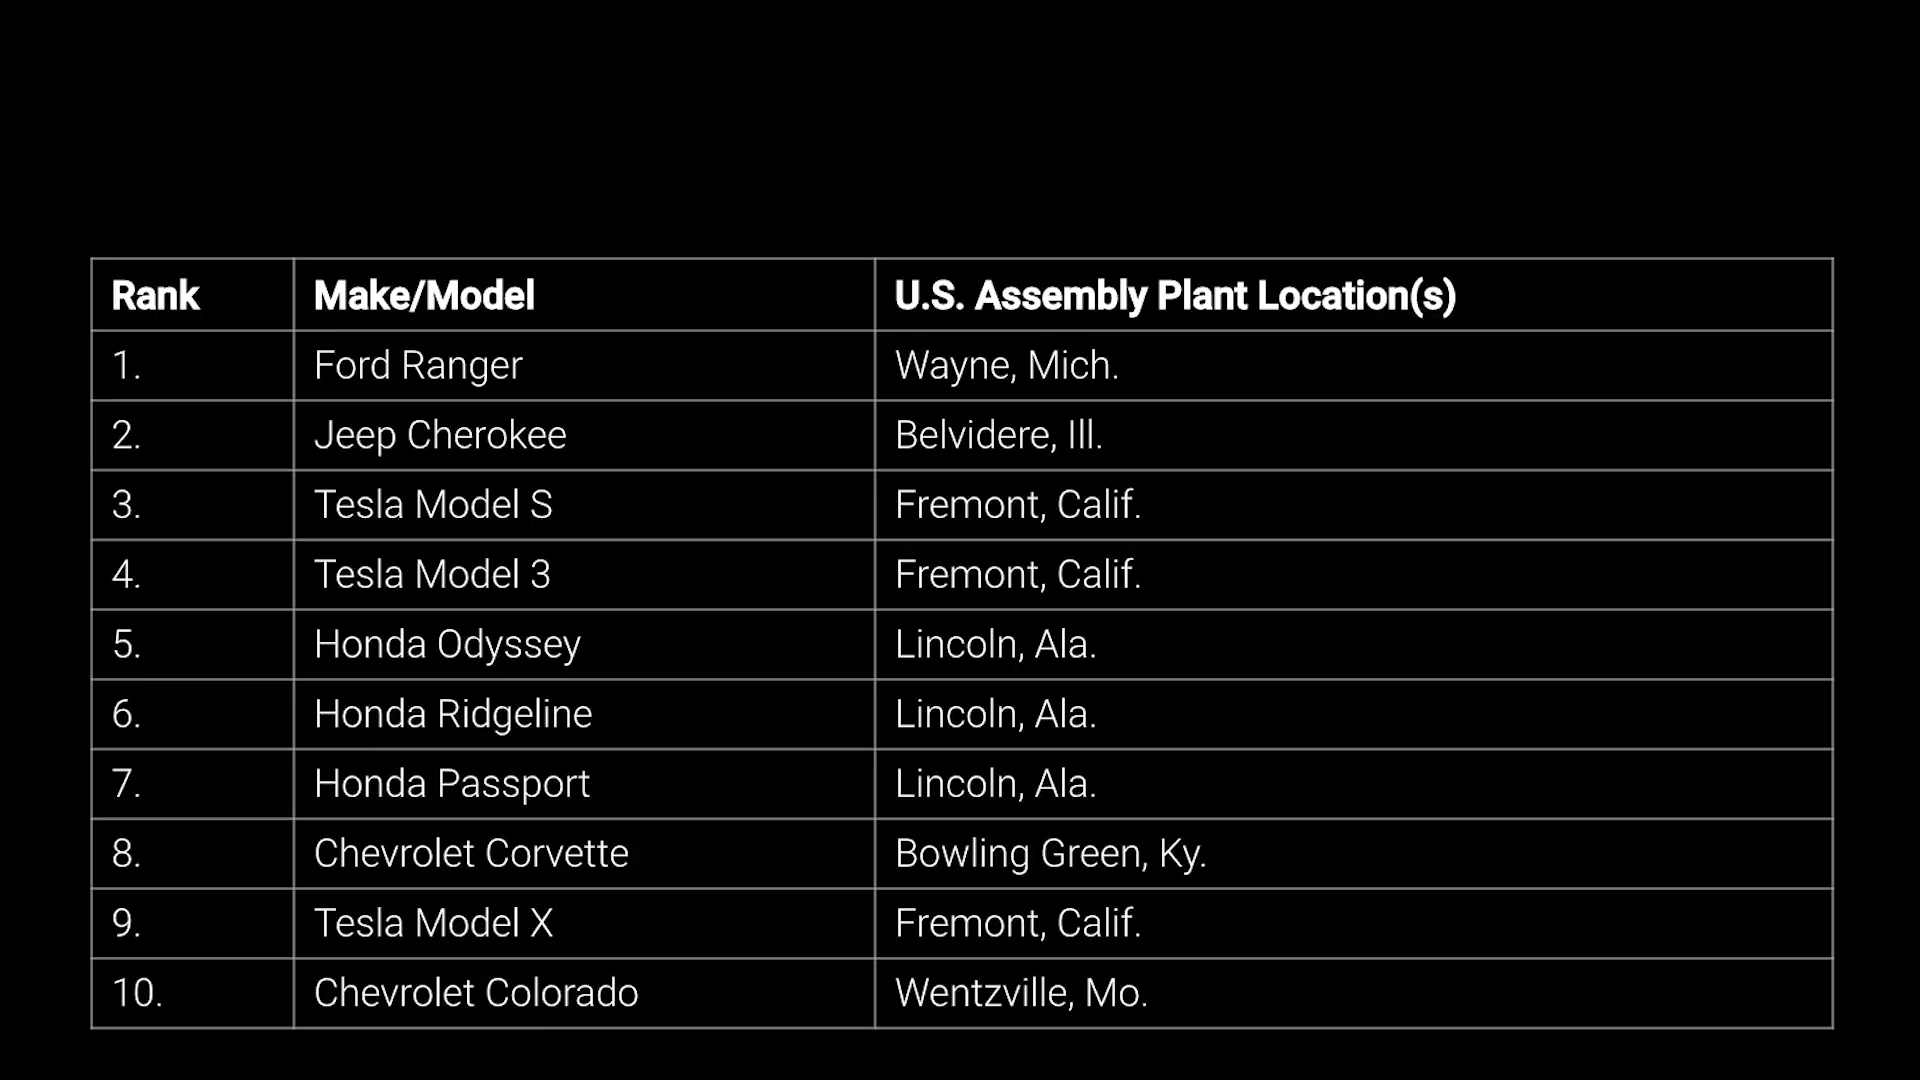 Rank Make/Model U.S. Assembly Plant Location(s)
1. Ford Ranger Wayne, Mich.
2. Jeep Cherokee Belvidere, Ill.
3. Tesla Model S Fremont, Calif.
4. Tesla Model 3 Fremont, Calif.
5. Honda Odyssey Lincoln, Ala.
6. Honda Ridgeline Lincoln, Ala.
7. Honda Passport Lincoln, Ala.
8. Chevrolet Corvette Bowling Green, Ky.
9. Tesla Model X Fremont, Calif.
10. Chevrolet Colorado Wentzville, Mo.